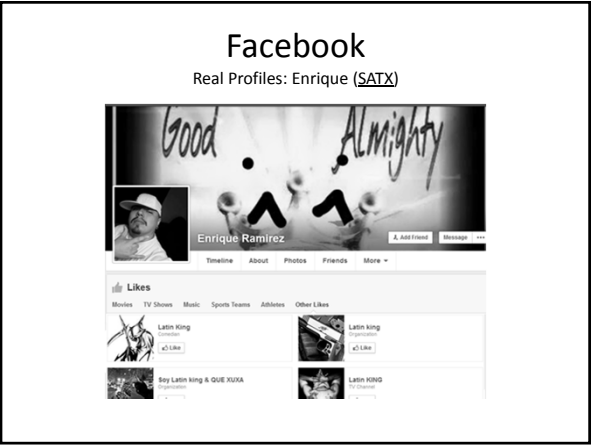 Facebook
Real Profiles: Enrique (SATX)
Good Almighty
Enrique Ramirez
Add Friend Message
Timeline About Photos Friends More
Likes
Movies TV Shows Music Sports Teams Athletes Other Likes
Latin King Latin king
Comedian Organization
Like Like
Soy Latin king & QUE XUXA Latin KING
Organization TV Channel